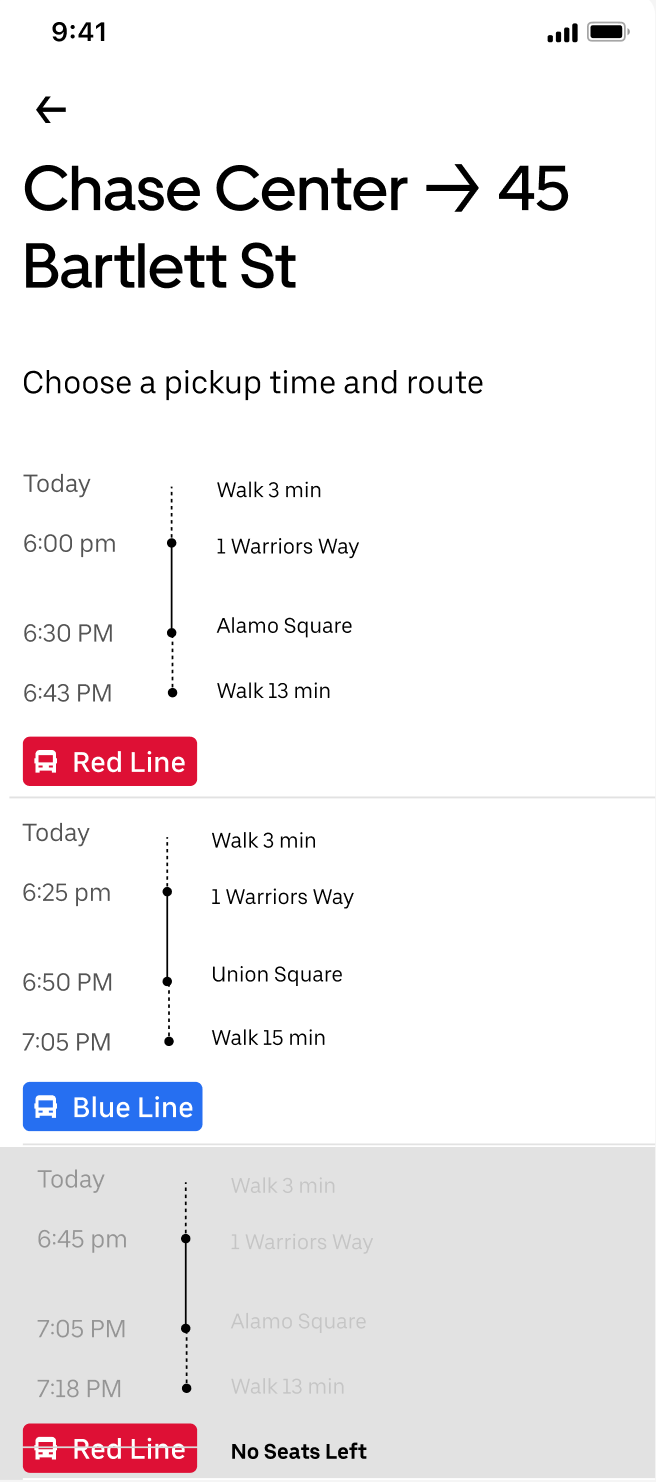 9:41
Chase Center → 45
Bartlett St
Choose a pickup time and route
Today
Walk 3 min
6:00 pm
1 Warriors Way
6:30 PM
Alamo Square
6:43 PM
Walk 13 min
Red Line
Today
Walk 3 min
6:25 pm
1 Warriors Way
6:50 PM
Union Square
7:05 PM
Walk 15 min
Blue Line
Today
Walk 3 min
6:45 pm
1 Warriors Way
7:05 PM
Alamo Square
7:18 PM
Walk 13 min
Red Line
No Seats Left